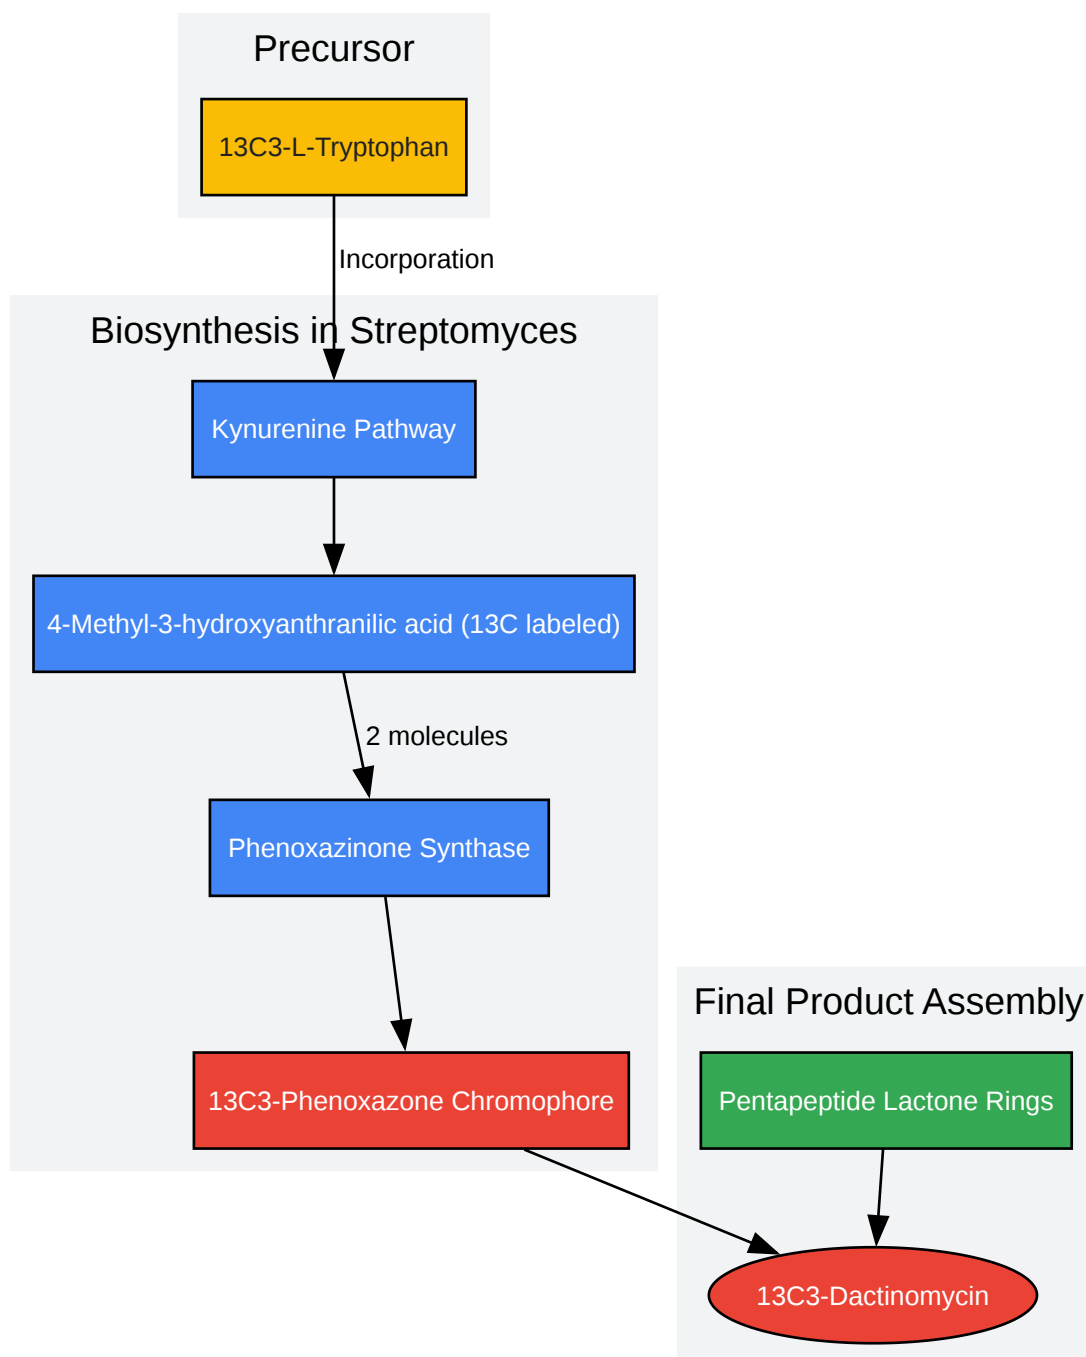 Precursor
13C3-L-Tryptophan
Incorporation
Biosynthesis in Streptomyces
Kynurenine Pathway
4-Methyl-3-hydroxyanthranilic acid (13C labeled)
2 molecules
Phenoxazinone Synthase
13C3-Phenoxazone Chromophore
Final Product Assembly
Pentapeptide Lactone Rings
13C3-Dactinomycin